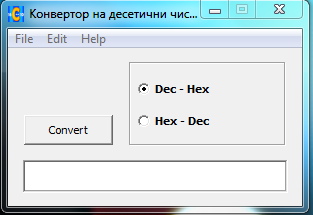 Конвертор на десетични чис...
File Edit Help
Dec - Hex
Convert
Hex - Dec